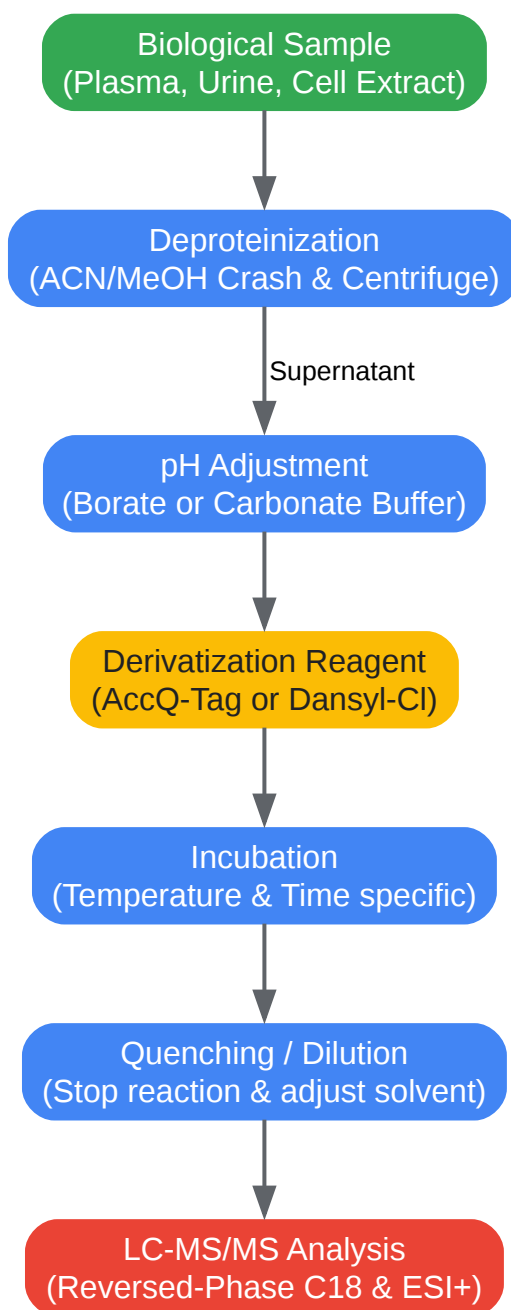 Biological Sample
(Plasma, Urine, Cell Extract)
Deproteinization
(ACN/MeOH Crash & Centrifuge)
Supernatant
pH Adjustment
(Borate or Carbonate Buffer)
Derivatization Reagent
(AccQ-Tag or Dansyl-Cl)
Incubation
(Temperature & Time specific)
Quenching / Dilution
(Stop reaction & adjust solvent)
LC-MS/MS Analysis
(Reversed-Phase C18 & ESI+)